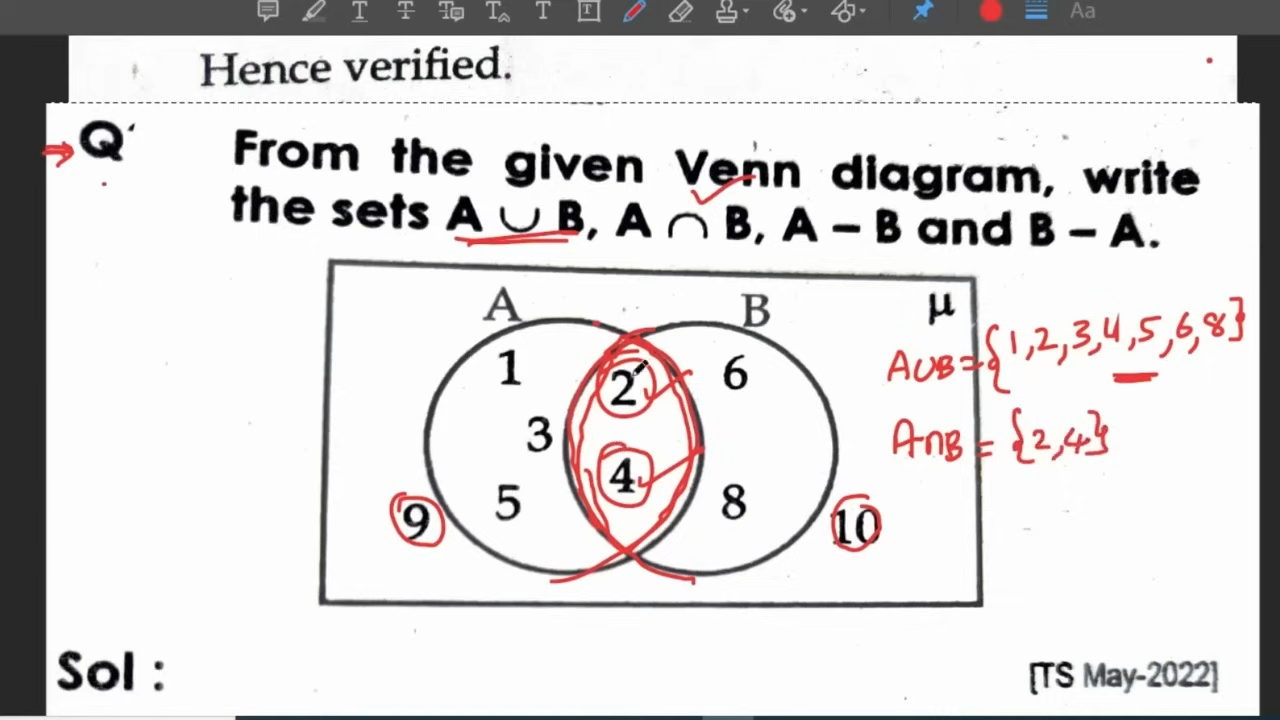 Hence verified.
Q
From the given Venn diagram, write
the sets A ∪ B, A ∩ B, A – B and B – A.
A B μ
1 2 6
3
4
5 8
9 10
A∪B = {1,2,3,4,5,6,8}
A∩B = {2,4}
Sol :
[TS May-2022]
T T T T T T Aa